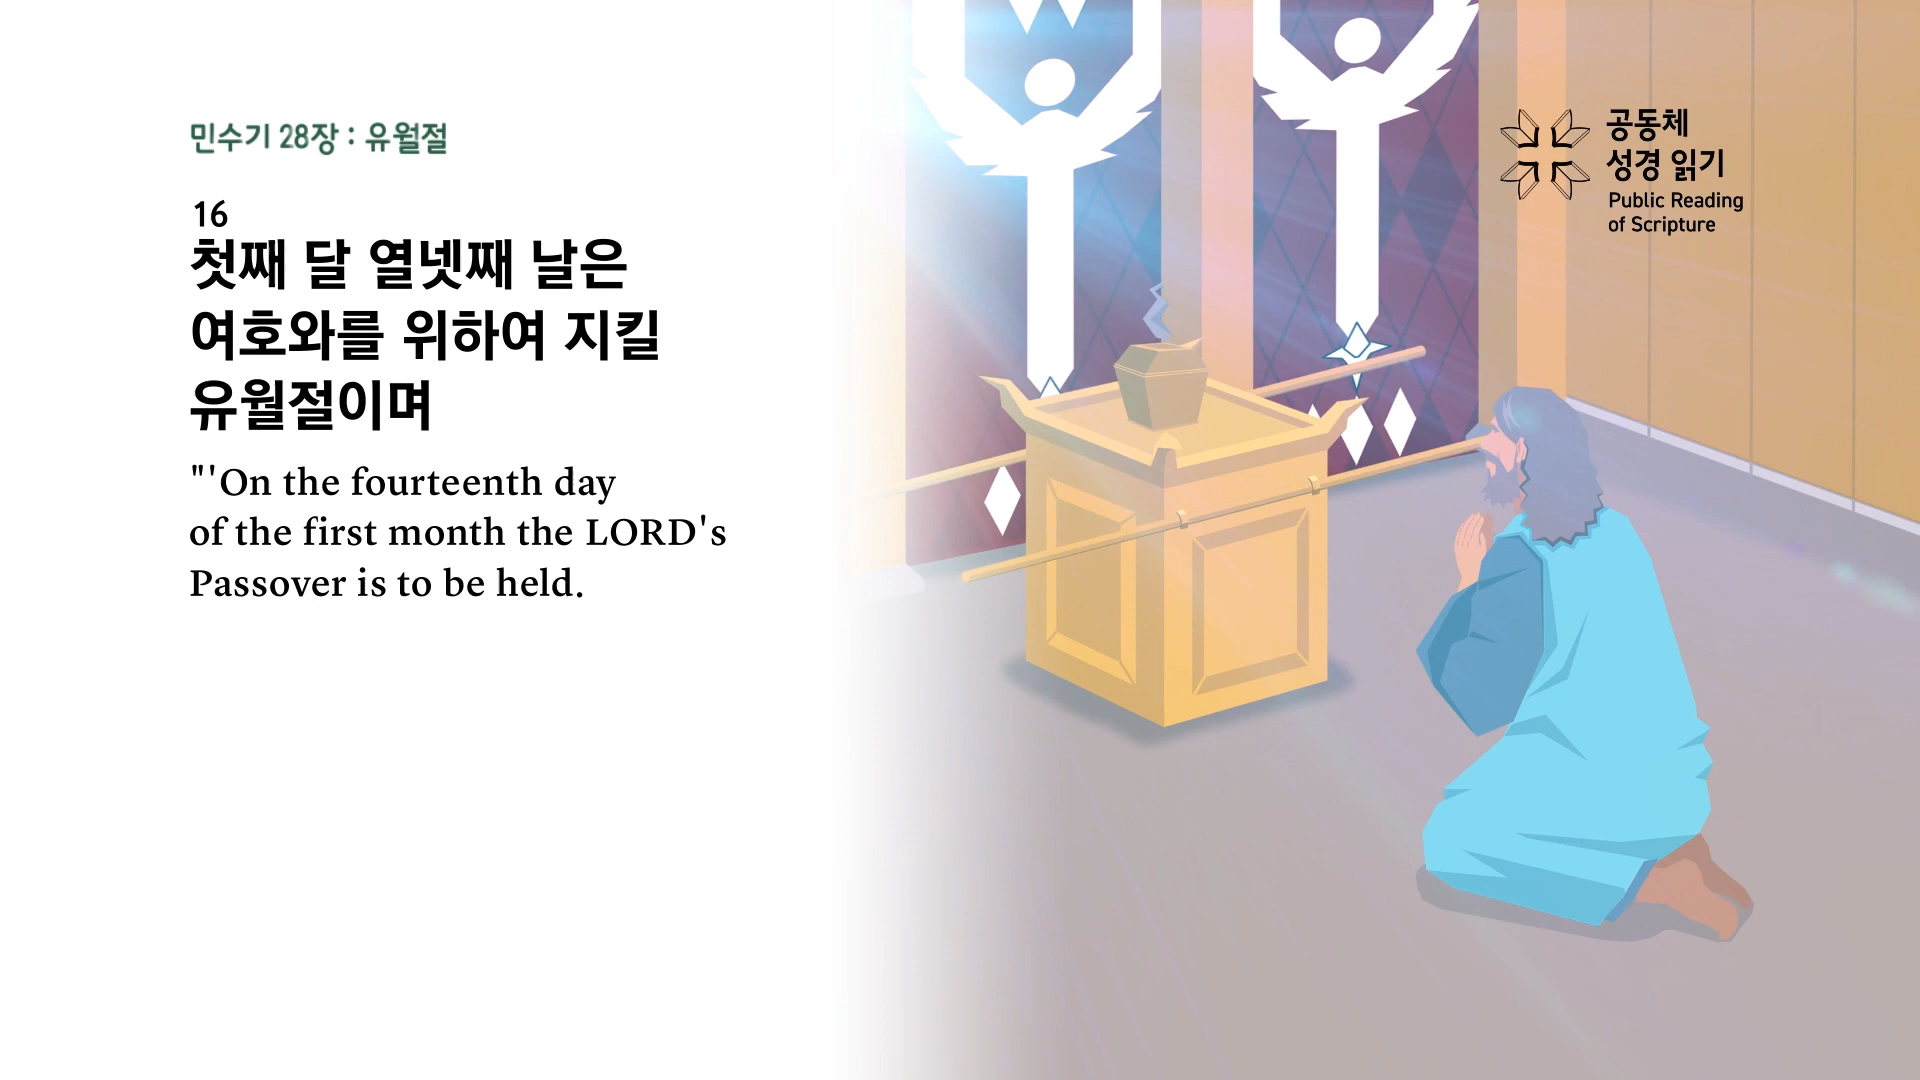 민수기 28장 : 유월절
16
첫째 달 열넷째 날은
여호와를 위하여 지킬
유월절이며
"'On the fourteenth day
of the first month the LORD's
Passover is to be held.
공동체
성경 읽기
Public Reading
of Scripture